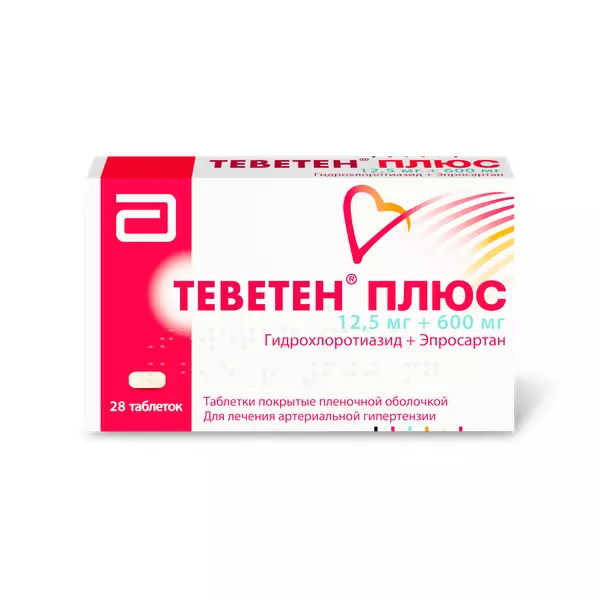 ТЕВЕТЕН® ПЛЮС
12,5 мг + 600 мг
Гидрохлоротиазид + Эпросартан
ТЕВЕТЕН® ПЛЮС
12,5 мг + 600 мг
Гидрохлоротиазид + Эпросартан
28 таблеток
Таблетки покрытые пленочной оболочкой
Для лечения артериальной гипертензии